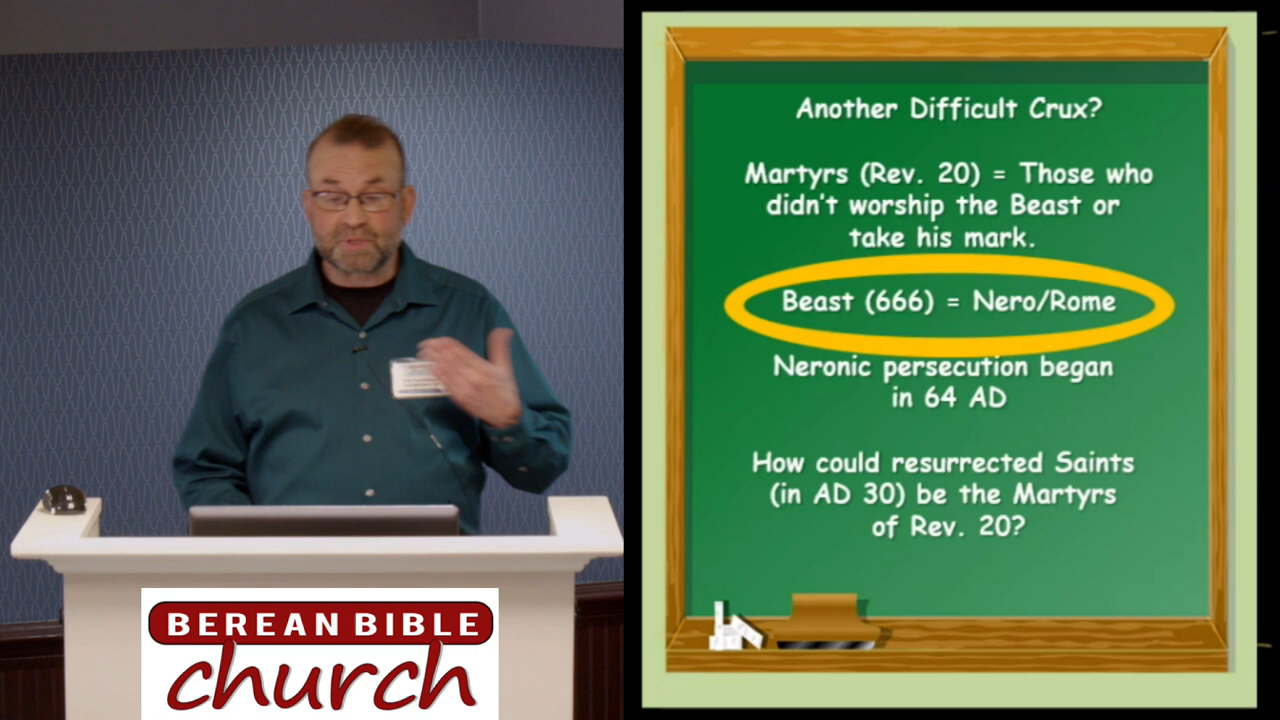 Another Difficult Crux?
Martyrs (Rev. 20) = Those who
didn't worship the Beast or
take his mark.
Beast (666) = Nero/Rome
Neronic persecution began
in 64 AD
How could resurrected Saints
(in AD 30) be the Martyrs
of Rev. 20?
BEREAN BIBLE
church